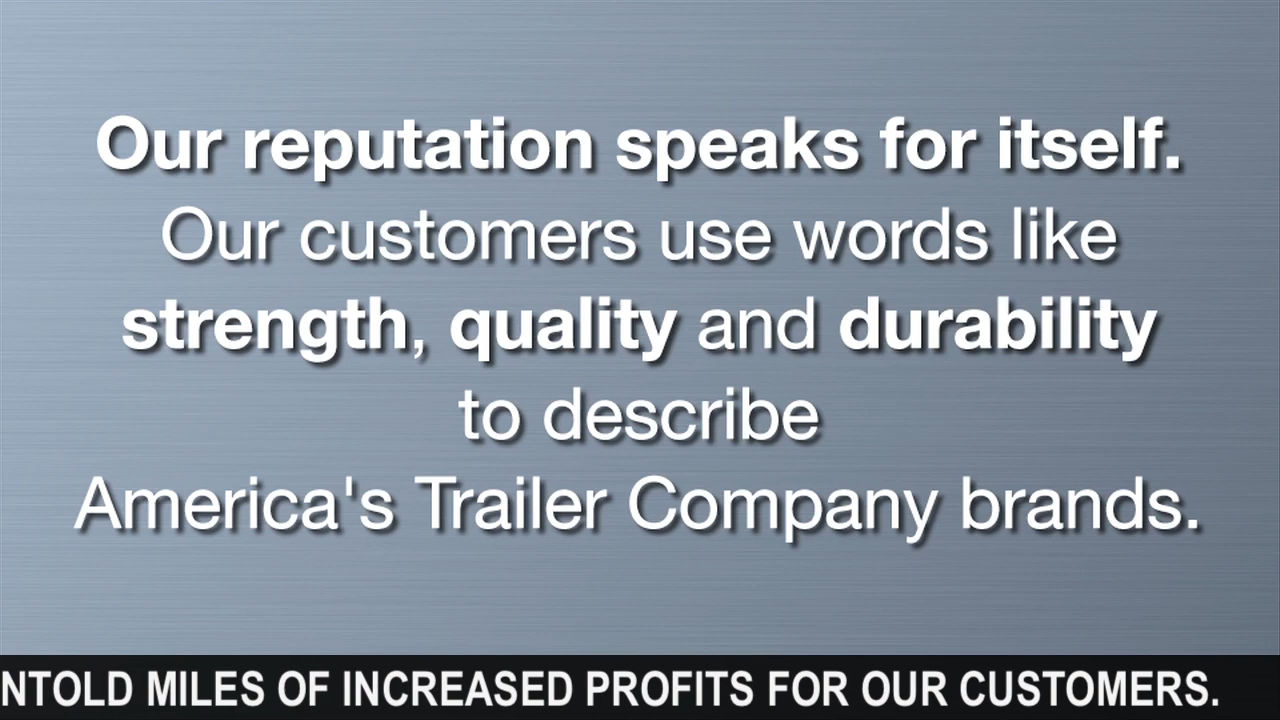 Our reputation speaks for itself.
Our customers use words like
strength, quality and durability
to describe
America's Trailer Company brands.
NTOLD MILES OF INCREASED PROFITS FOR OUR CUSTOMERS.